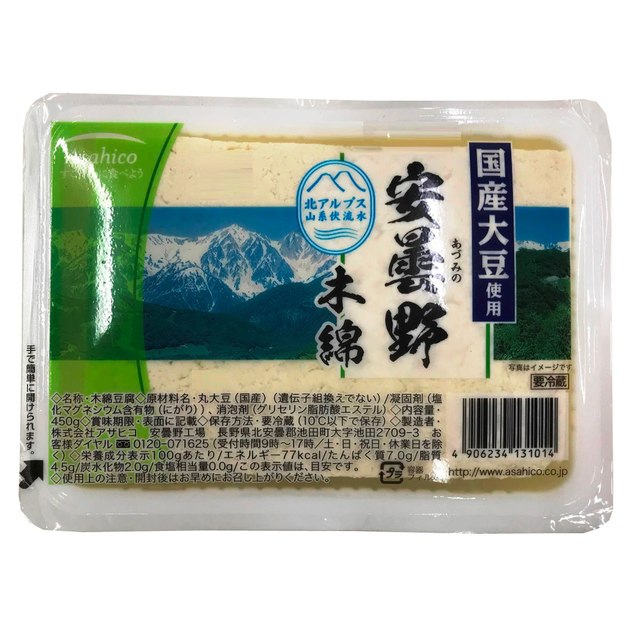 Asahico
に食べよう
北アルプス
山系伏流水
国産大豆使用
安曇野
あづみの
木綿
写真はイメージです
要冷蔵
手で簡単に開けられます。
◇名称・木綿豆腐◇原材料名・丸大豆(国産)(遺伝子組換えでない)/凝固剤(塩
化マグネシウム含有物(にがり))、消泡剤(グリセリン脂肪酸エステル)◇内容量・
450g◇賞味期限・表面に記載◇保存方法・要冷蔵(10℃以下で保存)◇製造者・
株式会社アサヒコ 安曇野工場 長野県北安曇郡池田町大字池田2709-3 お
客様ダイヤル 0120-071625(受付時間9時〜17時/土・日・祝日・休業日を除
く)◇栄養成分表示100gあたり/エネルギー77kcal/たんぱく質7.0g/脂質
4.5g/炭水化物2.0g/食塩相当量0.0g/この表示値は、目安です。
◇使用上の注意・開封後はお早めにお召し上がりください。
4 906234 131014
プラ
容器
フィルム
http://www.asahico.co.jp